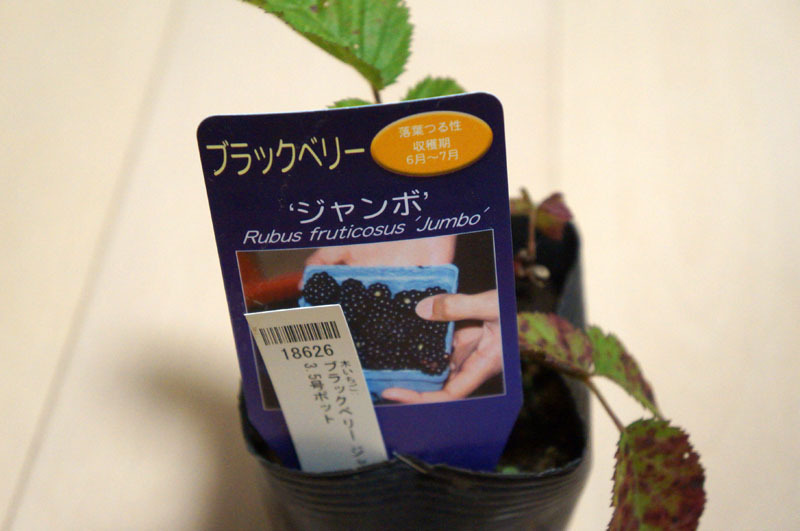 ブラックベリー
落葉つる性
収穫期
6月～7月
‘ジャンボ’
Rubus fruticosus ´Jumbo´
18626
木いちご
ブラックベリー ジャ
3.5号ポット